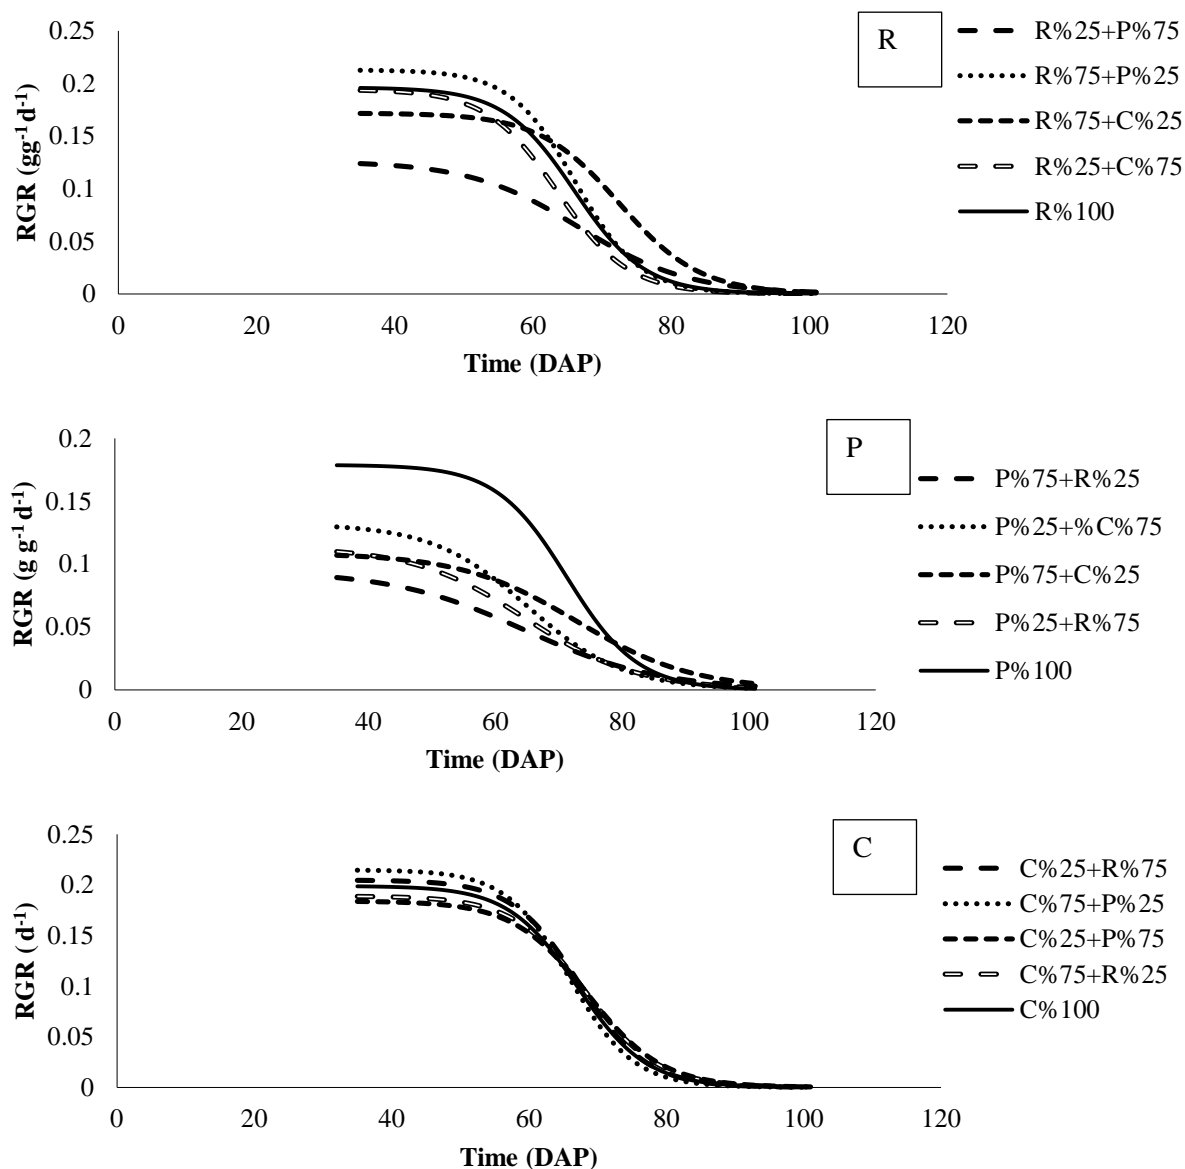 0.25
0.2
0.15
0.1
0.05
0
RGR (gg-1 d-1)
0
20
40
60
80
100
120
Time (DAP)
R
R%25+P%75
R%75+P%25
R%75+C%25
R%25+C%75
R%100
0.2
0.15
0.1
0.05
0
RGR (g g-1 d-1)
0
20
40
60
80
100
120
Time (DAP)
P
P%75+R%25
P%25+%C%75
P%75+C%25
P%25+R%75
P%100
0.25
0.2
0.15
0.1
0.05
0
RGR ( d-1)
0
20
40
60
80
100
120
Time (DAP)
C
C%25+R%75
C%75+P%25
C%25+P%75
C%75+R%25
C%100